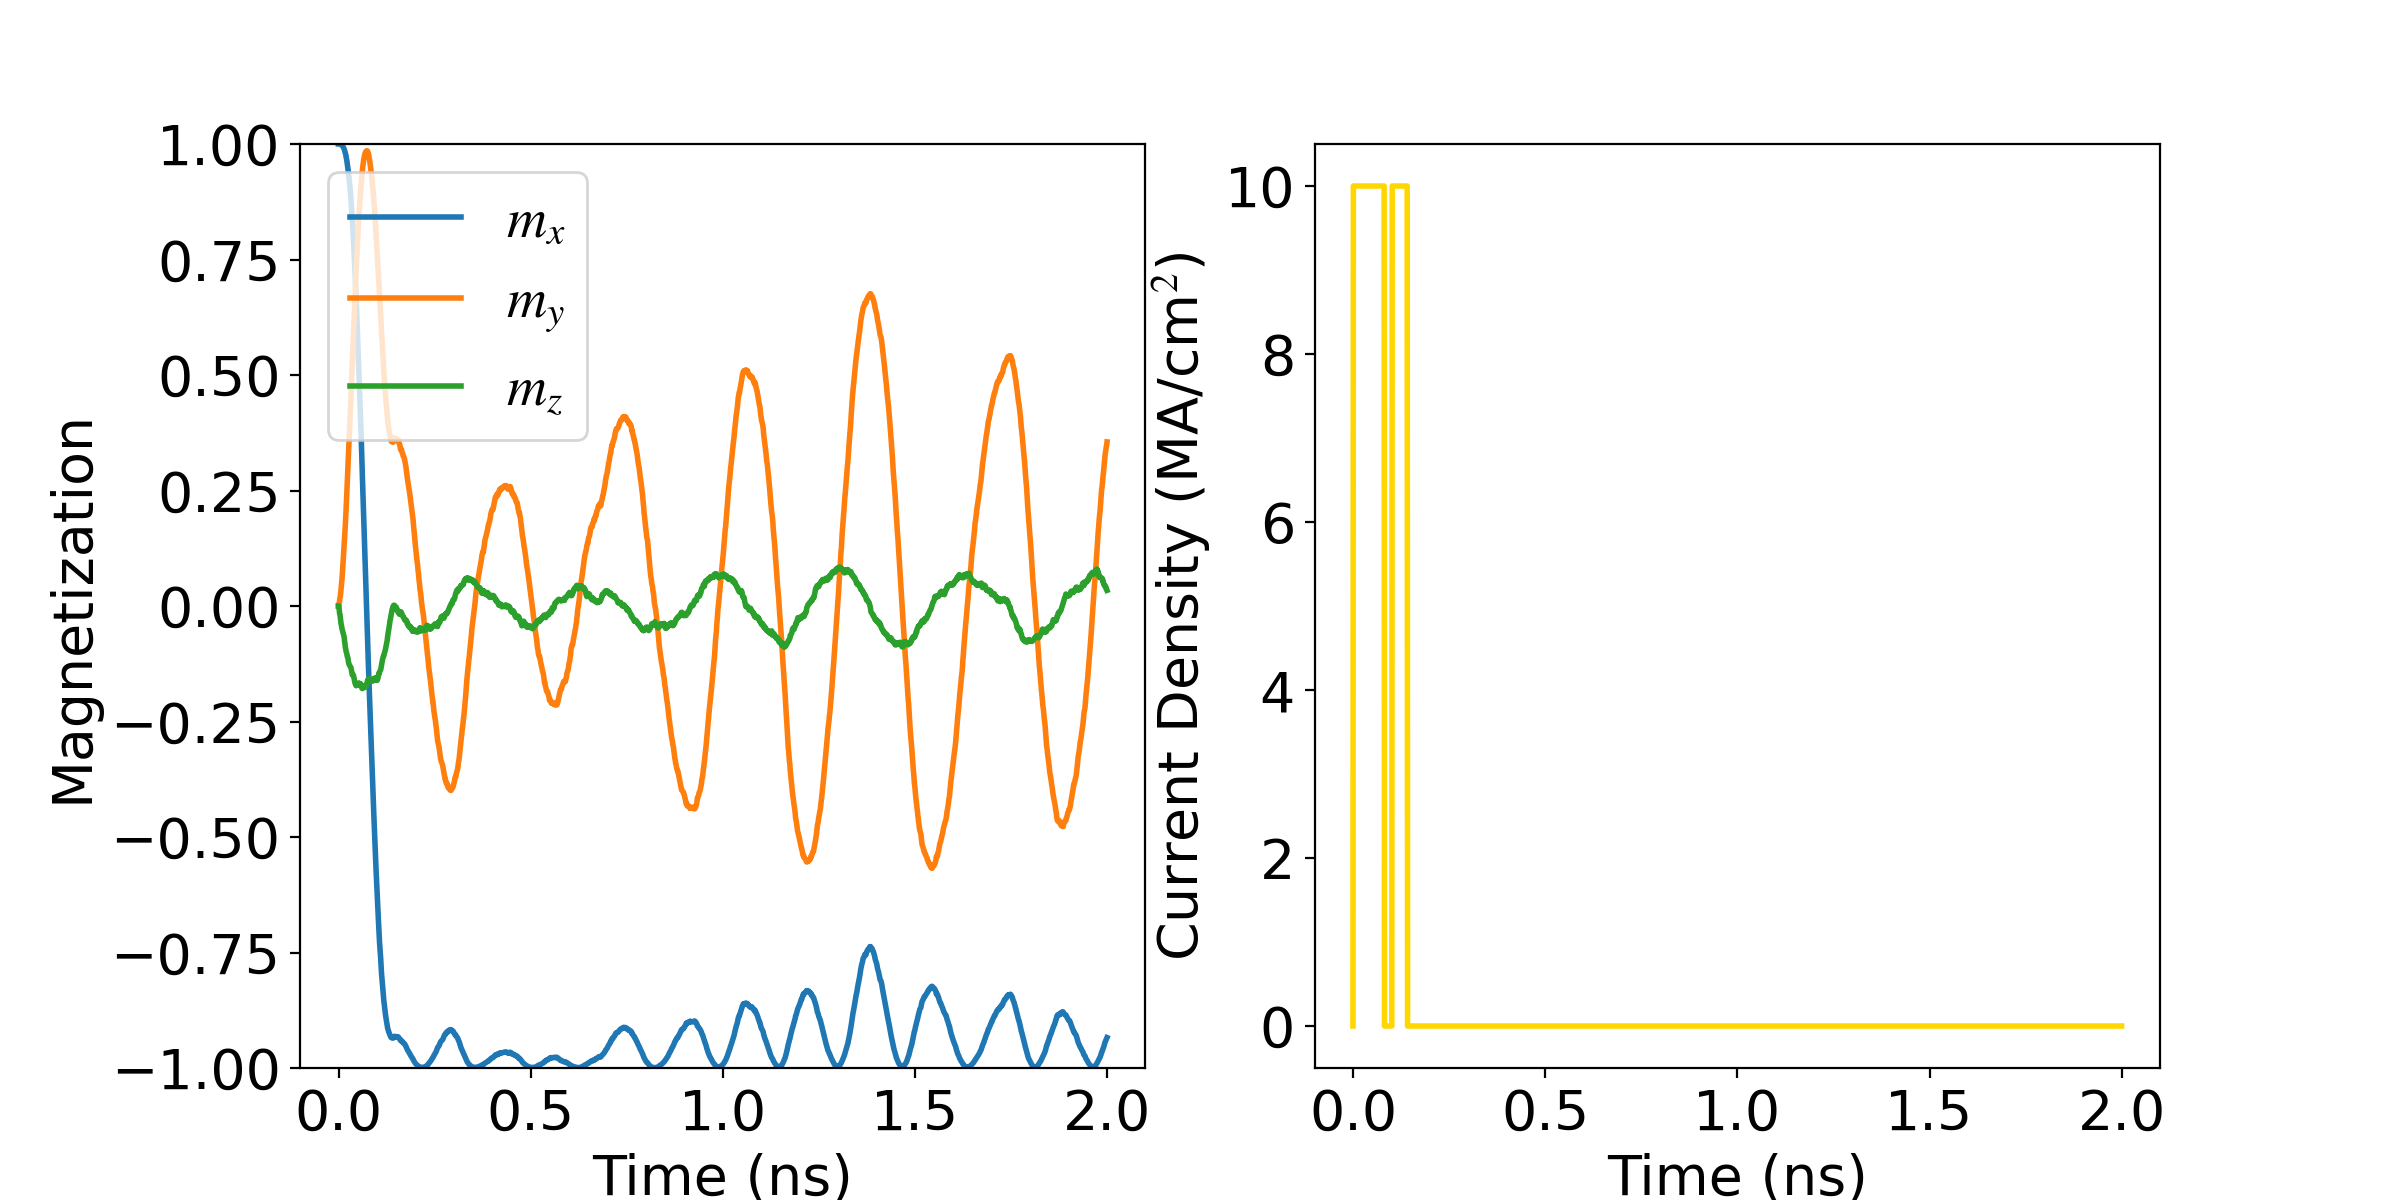 1.00
0.75
0.50
0.25
0.00
−0.25
−0.50
−0.75
−1.00
Magnetization
m_x
m_y
m_z
0.0 0.5 1.0 1.5 2.0
Time (ns)
10
8
6
4
2
0
Current Density (MA/cm²)
0.0 0.5 1.0 1.5 2.0
Time (ns)